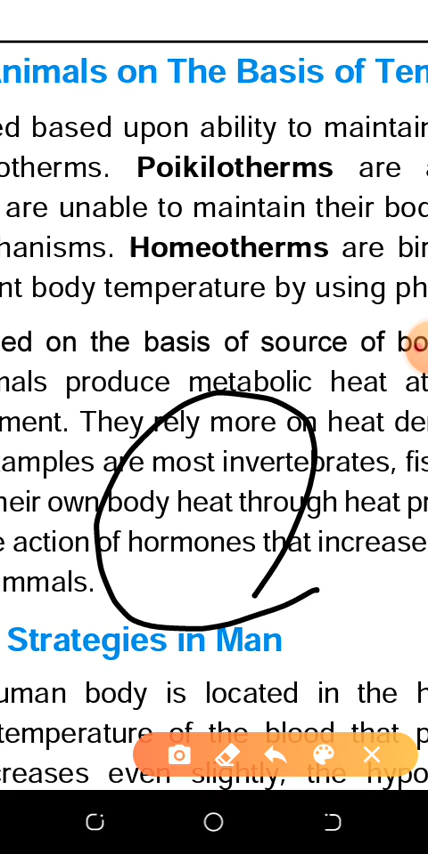 nimals on The Basis of Ten
ed based upon ability to maintain
otherms. Poikilotherms are a
are unable to maintain their bod
hanisms. Homeotherms are bir
nt body temperature by using ph
ed on the basis of source of bo
mals produce metabolic heat at
ment. They rely more on heat der
amples are most invertebrates, fis
heir own body heat through heat pr
e action of hormones that increase
mmals.
Strategies in Man
uman body is located in the h
temperature of the blood that p
creases even slightly, the hypo